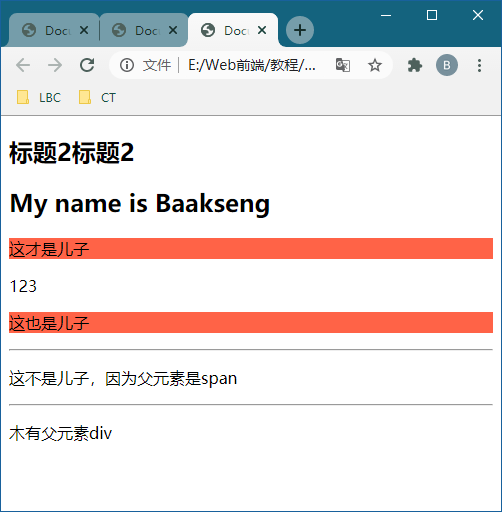 Doc
Doc
Doc
文件
E:/Web前端/教程/...
B
LBC
CT
标题2标题2
My name is Baakseng
这才是儿子
123
这也是儿子
这不是儿子，因为父元素是span
木有父元素div